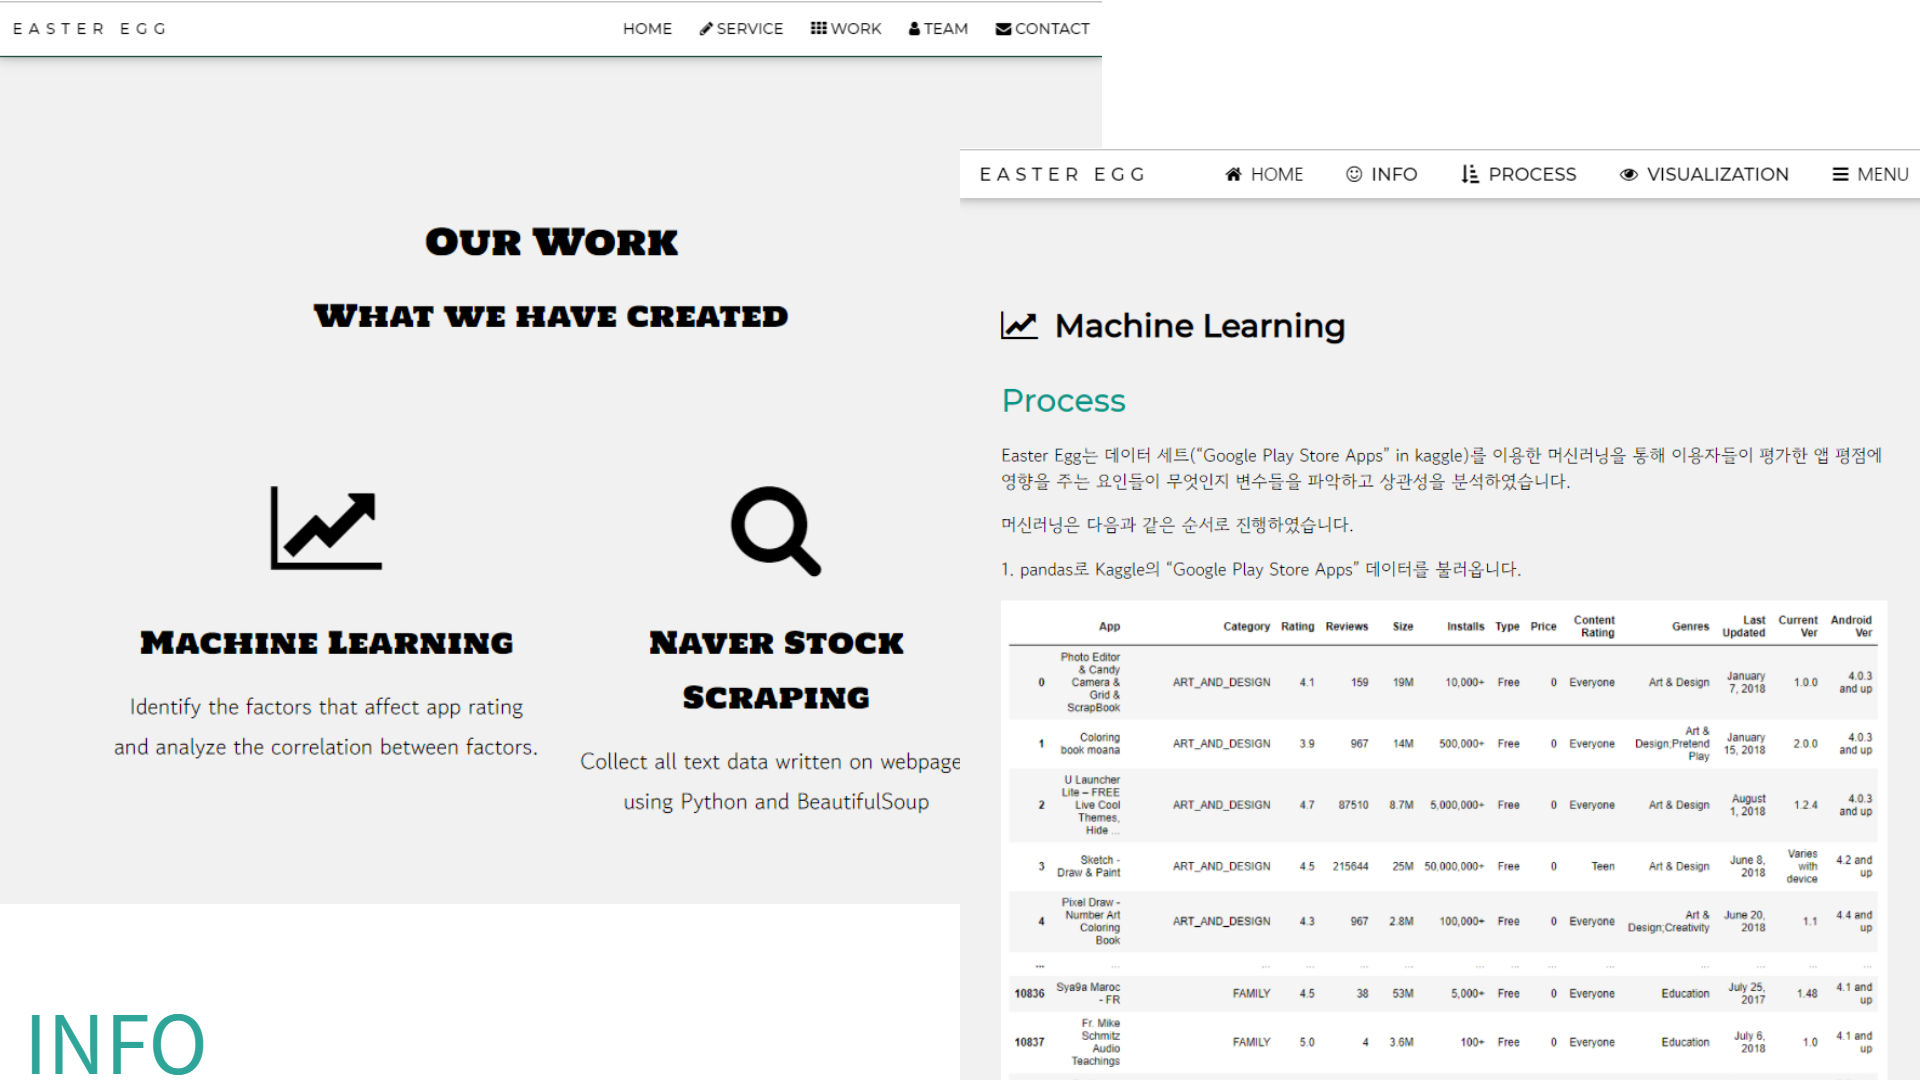 EASTER EGG
HOME SERVICE WORK TEAM CONTACT
OUR WORK
WHAT WE HAVE CREATED
MACHINE LEARNING
Identify the factors that affect app rating
and analyze the correlation between factors.
NAVER STOCK
SCRAPING
Collect all text data written on webpage
using Python and BeautifulSoup
INFO
EASTER EGG
HOME INFO PROCESS VISUALIZATION MENU
Machine Learning
Process
Easter Egg는 데이터 세트(“Google Play Store Apps” in kaggle)를 이용한 머신러닝을 통해 이용자들이 평가한 앱 평점에
영향을 주는 요인들이 무엇인지 변수들을 파악하고 상관성을 분석하였습니다.
머신러닝은 다음과 같은 순서로 진행하였습니다.
1. pandas로 Kaggle의 “Google Play Store Apps” 데이터를 불러옵니다.
App Category Rating Reviews Size Installs Type Price Content Rating Genres Last Updated Current Ver Android Ver
0 Photo Editor & Candy Camera & Grid & ScrapBook ART_AND_DESIGN 4.1 159 19M 10,000+ Free 0 Everyone Art & Design January 7, 2018 1.0.0 4.0.3 and up
1 Coloring book moana ART_AND_DESIGN 3.9 967 14M 500,000+ Free 0 Everyone Art & Design;Pretend Play January 15, 2018 2.0.0 4.0.3 and up
2 U Launcher Lite – FREE Live Cool Themes, Hide ... ART_AND_DESIGN 4.7 87510 8.7M 5,000,000+ Free 0 Everyone Art & Design August 1, 2018 1.2.4 4.0.3 and up
3 Sketch - Draw & Paint ART_AND_DESIGN 4.5 215644 25M 50,000,000+ Free 0 Teen Art & Design June 8, 2018 Varies with device 4.2 and up
4 Pixel Draw - Number Art Coloring Book ART_AND_DESIGN 4.3 967 2.8M 100,000+ Free 0 Everyone Art & Design;Creativity June 20, 2018 1.1 4.4 and up
... ... ... ... ... ... ... ... ... ... ... ... ... ...
10836 Sya9a Maroc - FR FAMILY 4.5 38 53M 5,000+ Free 0 Everyone Education July 25, 2017 1.48 4.1 and up
10837 Fr. Mike Schmitz Audio Teachings FAMILY 5.0 4 3.6M 100+ Free 0 Everyone Education July 6, 2018 1.0 4.1 and up